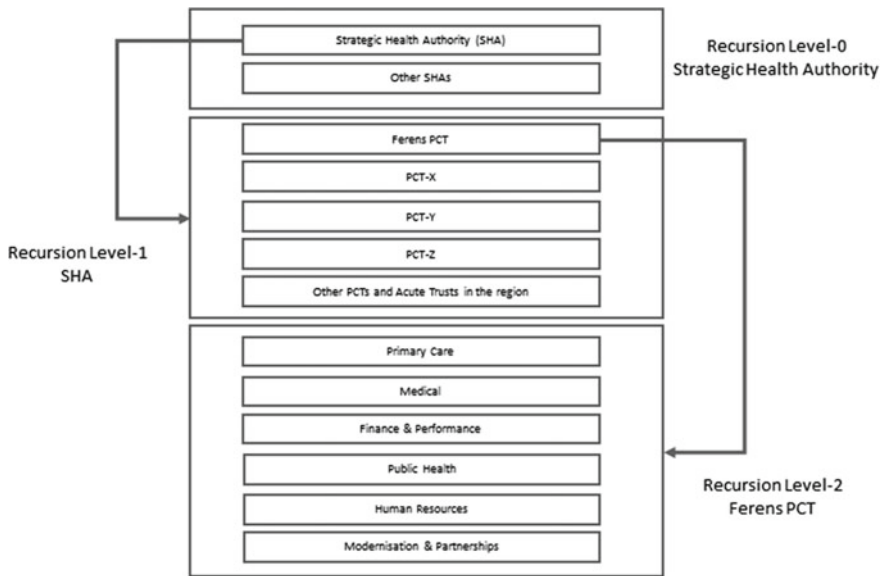 Strategic Health Authority (SHA)
Other SHAs
Recursion Level-0
Strategic Health Authority
Ferens PCT
PCT-X
PCT-Y
PCT-Z
Other PCTs and Acute Trusts in the region
Recursion Level-1
SHA
Primary Care
Medical
Finance & Performance
Public Health
Human Resources
Modernisation & Partnerships
Recursion Level-2
Ferens PCT